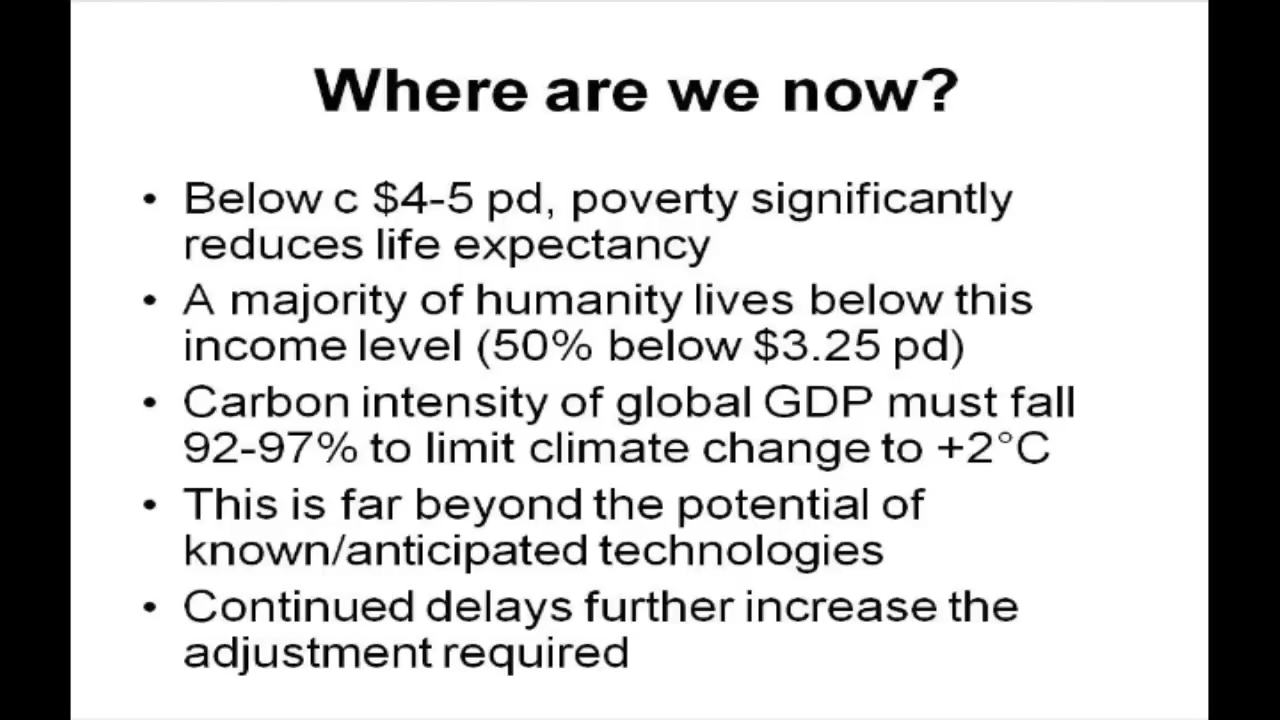 Where are we now?
• Below c $4-5 pd, poverty significantly
reduces life expectancy
• A majority of humanity lives below this
income level (50% below $3.25 pd)
• Carbon intensity of global GDP must fall
92-97% to limit climate change to +2°C
• This is far beyond the potential of
known/anticipated technologies
• Continued delays further increase the
adjustment required